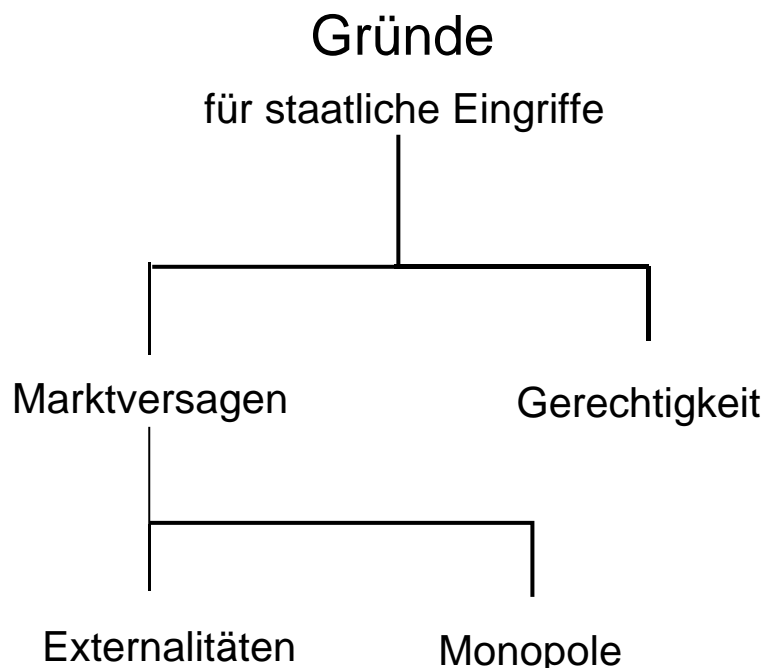 Gründe
für staatliche Eingriffe
Marktversagen
Gerechtigkeit
Externalitäten
Monopole